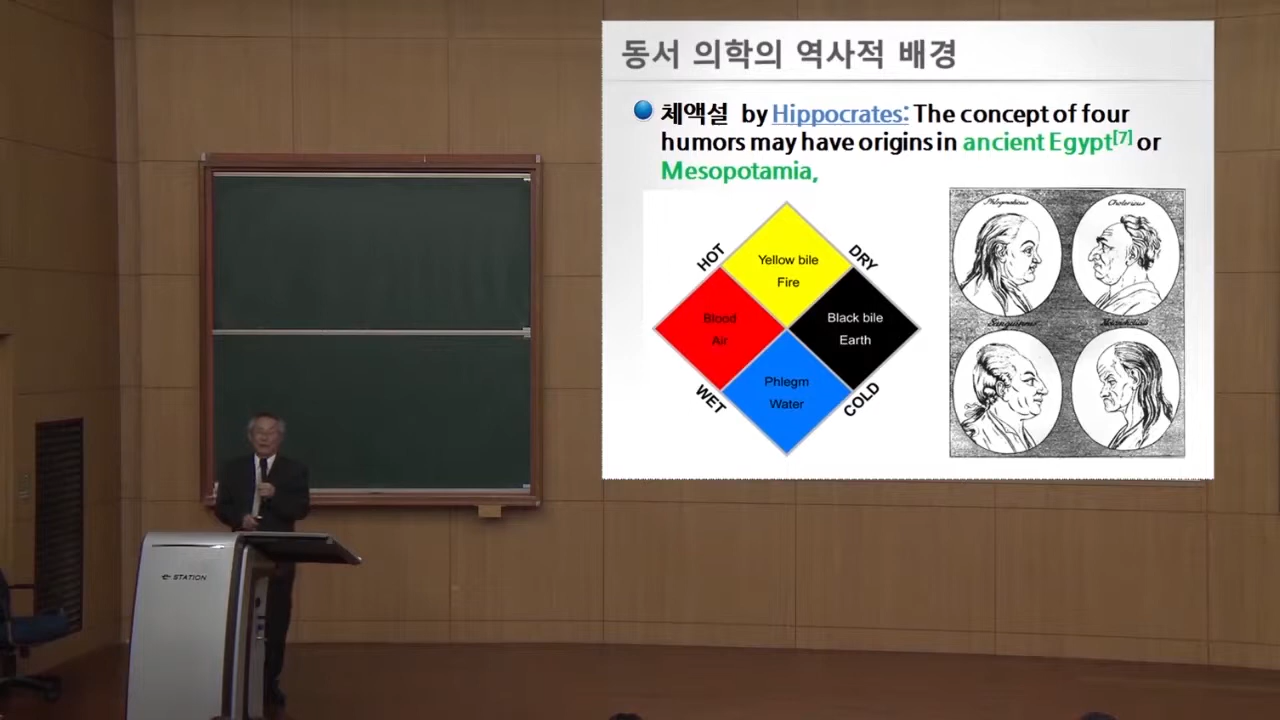 동서 의학의 역사적 배경
체액설 by Hippocrates: The concept of four
humors may have origins in ancient Egypt[7] or
Mesopotamia,
HOT
DRY
Yellow bile
Fire
Blood
Air
Black bile
Earth
Phlegm
Water
WET
COLD
Phlegmaticus
Cholericus
Sanguineus
e-STATION